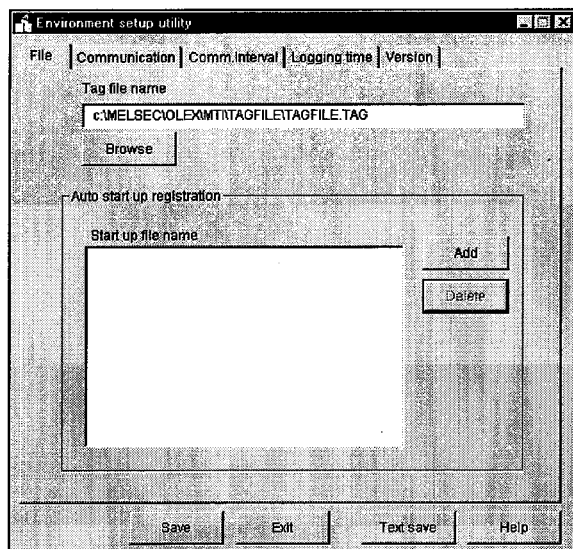 Environment setup utility
File Communication Comm.Interval Logging time Version
Tag file name
c:\MELSEC\OLEX\MTI\TAGFILE\TAGFILE.TAG
Browse
Auto start up registration
Start up file name
Add
Delete
Save Exit Text save Help